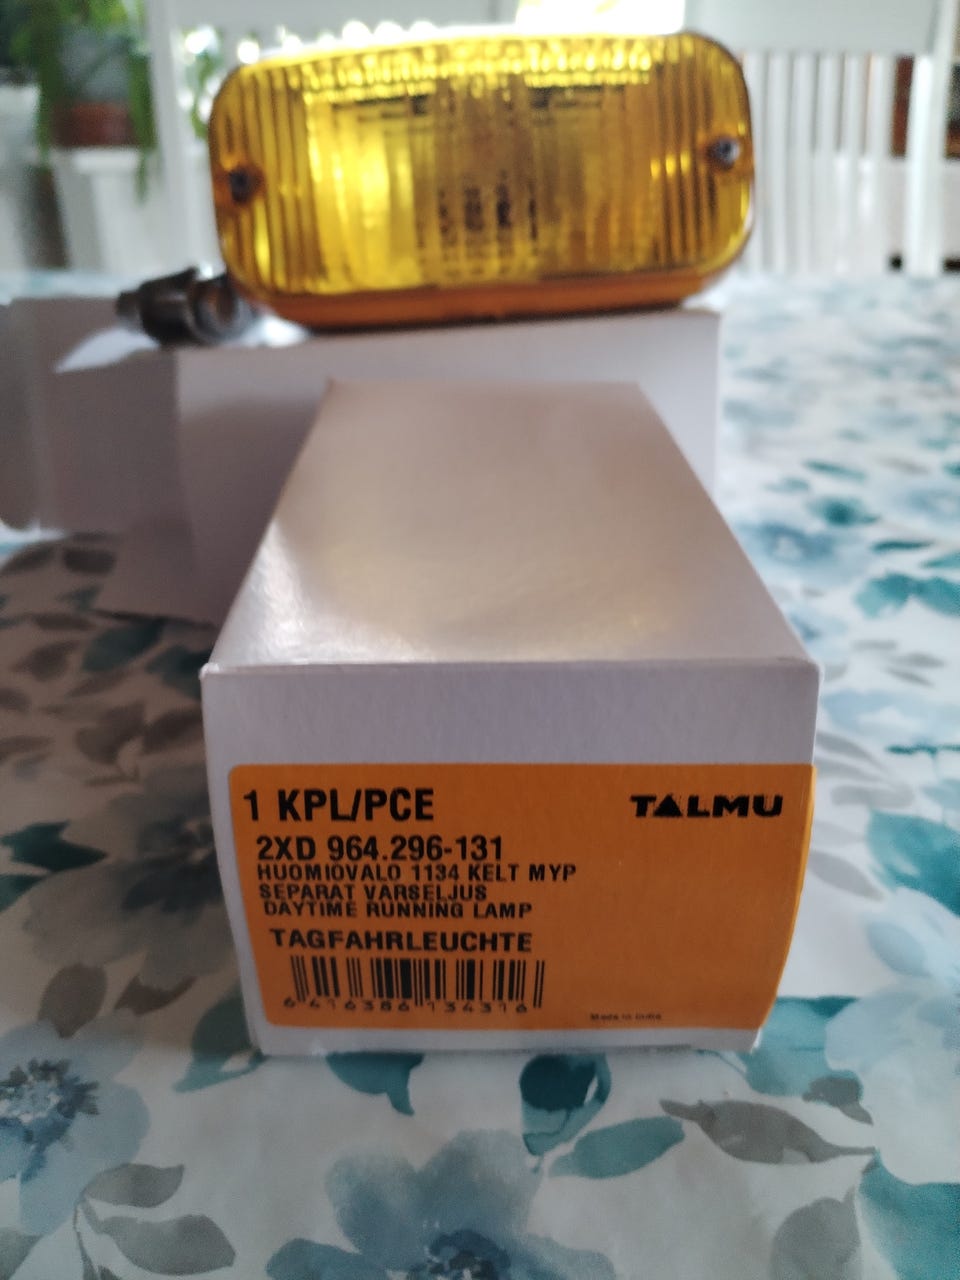 1 KPL/PCE
TALMU
2XD 964.296-131
HUOMIOVALO 1134 KELT MYP
SEPARAT VARSELJUS
DAYTIME RUNNING LAMP
TAGFAHRLEUCHTE
6 416386 134316
Made in India